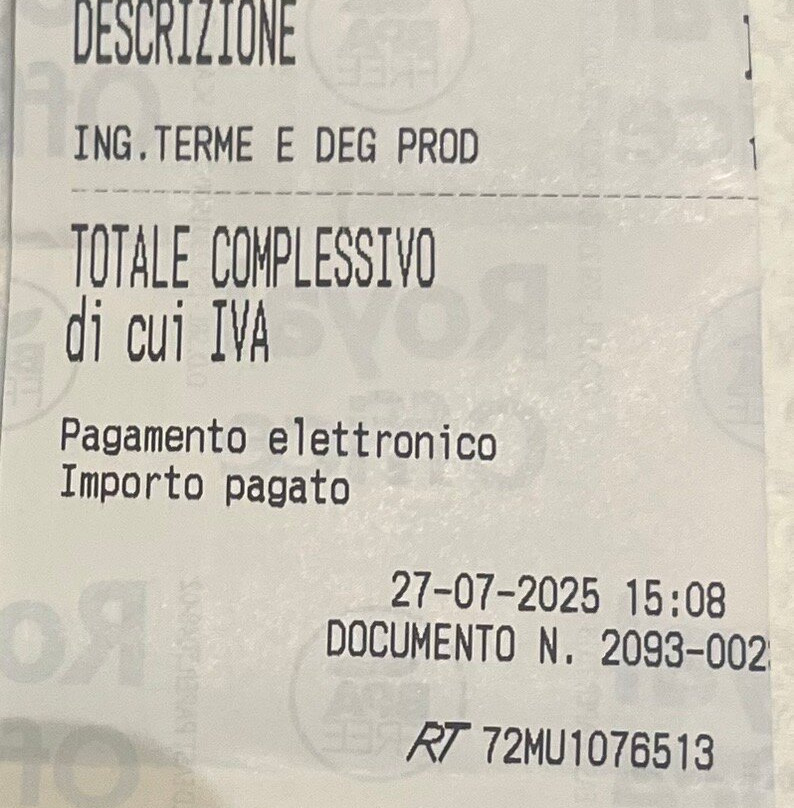 DESCRIZIONE
ING.TERME E DEG PROD
TOTALE COMPLESSIVO
di cui IVA
Pagamento elettronico
Importo pagato
27-07-2025 15:08
DOCUMENTO N. 2093-002
RT 72MU1076513